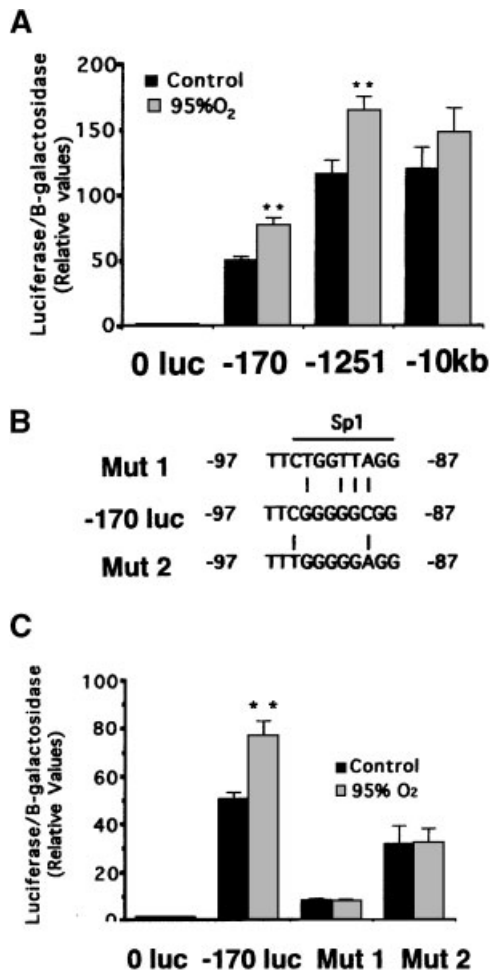 A
Luciferase/B-galactosidase
(Relative values)
200
150
100
50
0
Control
95%O2
**
**
0 luc -170 -1251 -10kb
B
Sp1
Mut 1 -97 TTCTGGTTAGG -87
-170 luc -97 TTCGGGGGCGG -87
Mut 2 -97 TTTGGGGGAGG -87
C
Luciferase/B-galactosidase
(Relative Values)
100
80
60
40
20
0
* *
Control
95% O2
0 luc -170 luc Mut 1 Mut 2